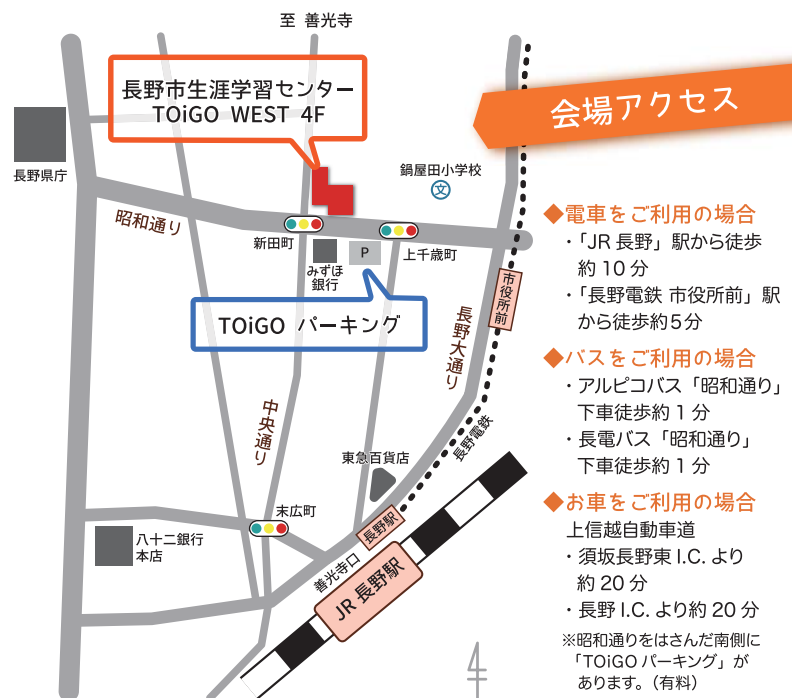 至 善光寺
長野市生涯学習センター
TOiGO WEST 4F
会場アクセス
長野県庁
鍋屋田小学校
文
昭和通り
新田町
上千歳町
みずほ
銀行
P
TOiGO パーキング
市役所前
長野大通り
中央通り
長野電鉄
東急百貨店
末広町
八十二銀行
本店
長野駅
善光寺口
JR 長野駅
◆電車をご利用の場合
・「JR 長野」駅から徒歩
約 10 分
・「長野電鉄 市役所前」駅
から徒歩約5分
◆バスをご利用の場合
・アルピコバス「昭和通り」
下車徒歩約 1 分
・長電バス「昭和通り」
下車徒歩約 1 分
◆お車をご利用の場合
上信越自動車道
・須坂長野東 I.C. より
約 20 分
・長野 I.C. より約 20 分
※昭和通りをはさんだ南側に
「TOiGO パーキング」が
あります。（有料）